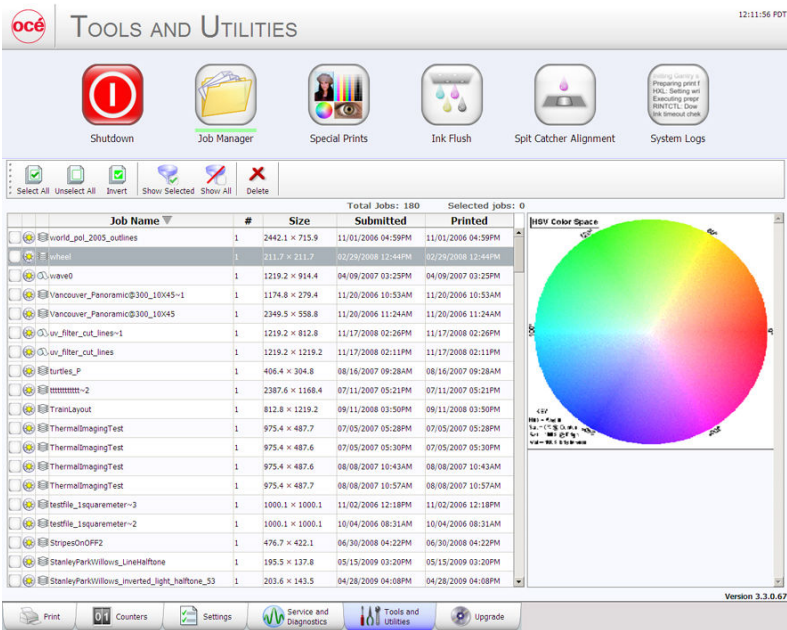 océ TOOLS AND UTILITIES 12:11:56 PDT
Preparing print f
HXL: Setting wri
Executing prepr
RINTCTL: Dow
Ink timeout chek
Shutdown Job Manager Special Prints Ink Flush Spit Catcher Alignment System Logs
Select All Unselect All Invert Show Selected Show All Delete
Total Jobs: 180 Selected jobs: 0
Job Name # Size Submitted Printed
world_pol_2005_outlines 1 2442.1 × 715.9 11/01/2006 04:59PM 11/01/2006 04:59PM
wheel 1 211.7 × 211.7 02/29/2008 12:44PM 02/29/2008 12:44PM
wave0 1 1219.2 × 914.4 04/09/2007 03:25PM 04/09/2007 03:25PM
Vancouver_Panoramic@300_10X45~1 1 1174.8 × 279.4 11/20/2006 10:53AM 11/20/2006 10:53AM
Vancouver_Panoramic@300_10X45 1 2349.5 × 558.8 11/20/2006 11:24AM 11/20/2006 11:24AM
uv_filter_cut_lines~1 1 1219.2 × 812.8 11/17/2008 02:26PM 11/17/2008 02:26PM
uv_filter_cut_lines 1 1219.2 × 1219.2 11/17/2008 02:11PM 11/17/2008 02:11PM
turtles_P 1 406.4 × 304.8 08/16/2007 09:28AM 08/16/2007 09:28AM
1 2387.6 × 1168.4 07/11/2007 05:21PM 07/11/2007 05:21PM
TrainLayout 1 812.8 × 1219.2 09/11/2008 03:50PM 09/11/2008 03:50PM
ThermalImagingTest 1 975.4 × 487.7 07/05/2007 05:28PM 07/05/2007 05:28PM
ThermalImagingTest 1 975.4 × 487.6 07/05/2007 05:30PM 07/05/2007 05:30PM
ThermalImagingTest 1 975.4 × 487.6 08/08/2007 10:43AM 08/08/2007 10:43AM
ThermalImagingTest 1 975.4 × 487.7 08/08/2007 10:57AM 08/08/2007 10:57AM
testfile_1squaremeter~3 1 1000.1 × 1000.1 11/02/2006 12:18PM 11/02/2006 12:18PM
testfile_1squaremeter~2 1 1000.1 × 1000.1 10/04/2006 08:31AM 10/04/2006 08:31AM
StripesOnOFF2 1 476.7 × 422.1 06/30/2008 04:22PM 06/30/2008 04:22PM
StanleyParkWillows_LineHalftone 1 195.5 × 137.8 05/15/2009 03:20PM 05/15/2009 03:20PM
StanleyParkWillows_inverted_light_halftone_53 1 203.6 × 143.5 04/28/2009 04:08PM 04/28/2009 04:08PM
HSV Color Space
Version 3.3.0.67
Print 01 Counters Settings Service and Diagnostics Tools and Utilities Upgrade